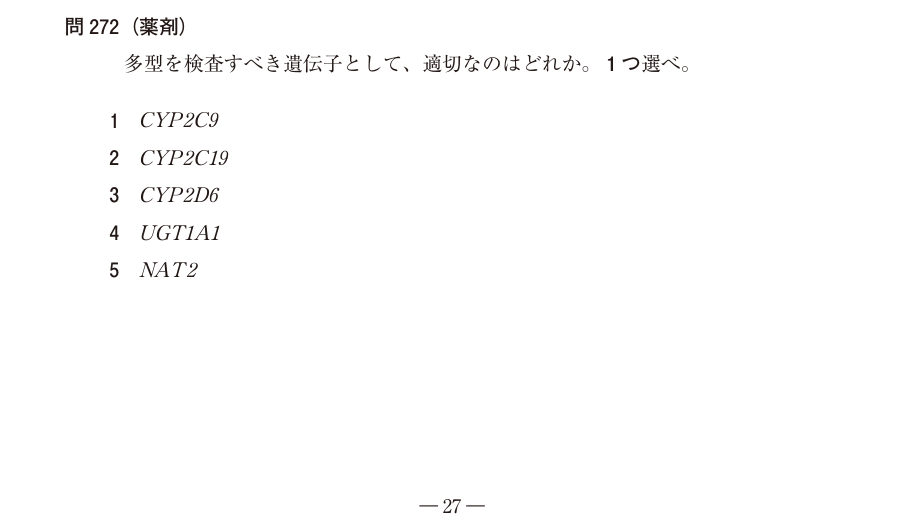 問 272（薬剤）
多型を検査すべき遺伝子として、適切なのはどれか。1つ選べ。
1 CYP2C9
2 CYP2C19
3 CYP2D6
4 UGT1A1
5 NAT2
— 27 —